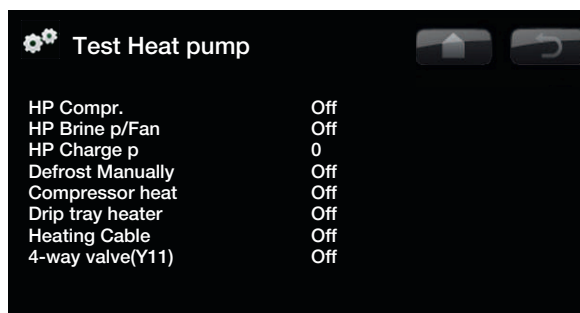 Test Heat pump
HP Compr. Off
HP Brine p/Fan Off
HP Charge p 0
Defrost Manually Off
Compressor heat Off
Drip tray heater Off
Heating Cable Off
4-way valve(Y11) Off